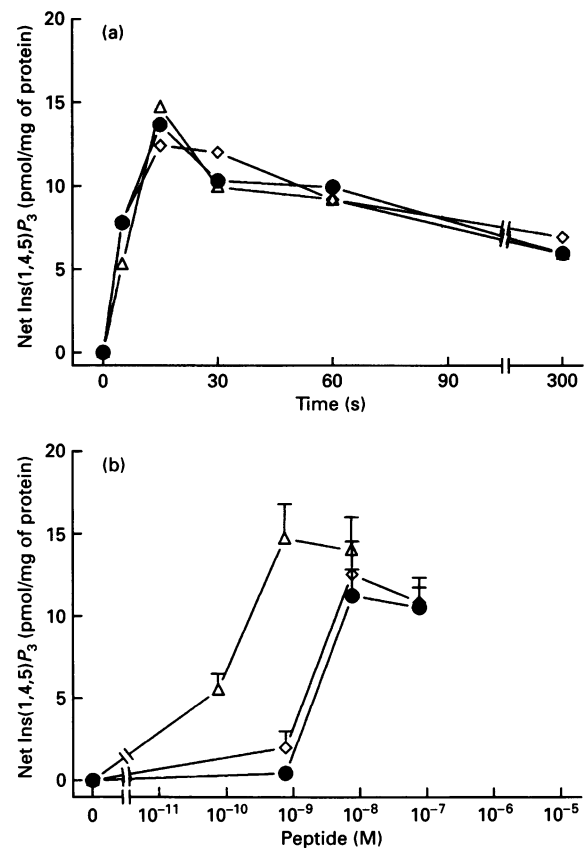 (a)
Net Ins(1,4,5)P3 (pmol/mg of protein)
20
15
10
5
0
0 30 60 90 300
Time (s)
(b)
Net Ins(1,4,5)P3 (pmol/mg of protein)
20
15
10
5
0
0 10−11 10−10 10−9 10−8 10−7 10−6 10−5
Peptide (M)